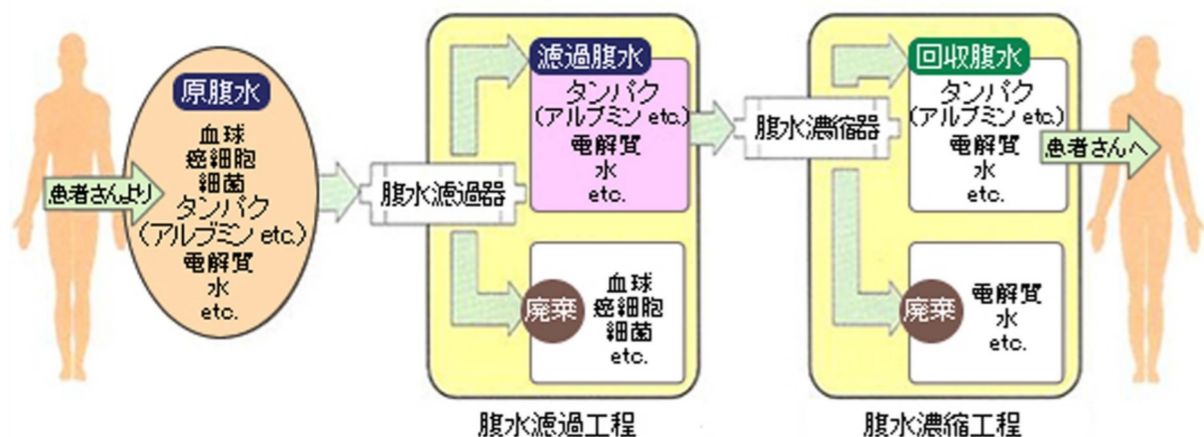 患者さんより
原腹水
血球
癌細胞
細菌
タンパク
(アルブミン etc.)
電解質
水
etc.
腹水濾過器
濾過腹水
タンパク
(アルブミン etc.)
電解質
水
etc.
廃棄
血球
癌細胞
細菌
etc.
腹水濾過工程
腹水濃縮器
回収腹水
タンパク
(アルブミン etc.)
電解質
水
etc.
患者さんへ
廃棄
電解質
水
etc.
腹水濃縮工程